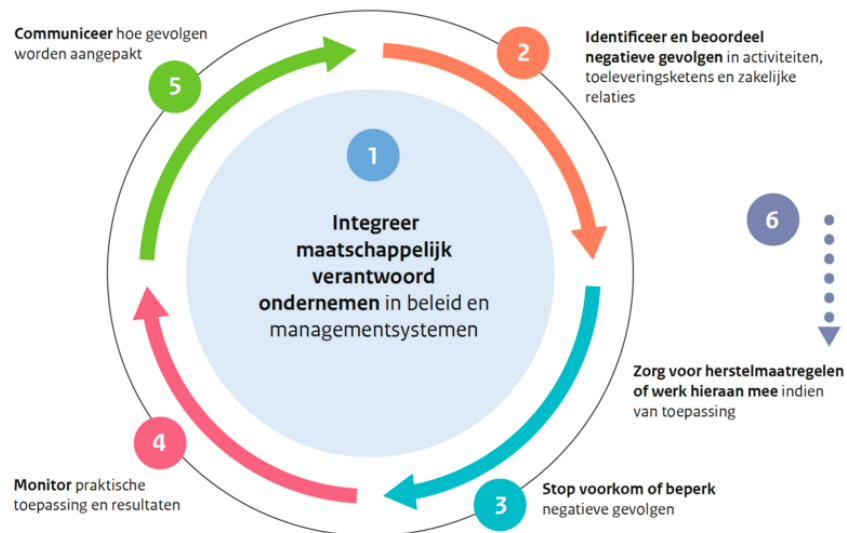 1
Integreer
maatschappelijk
verantwoord
ondernemen in beleid en
managementsystemen
2
Identificeer en beoordeel
negatieve gevolgen in activiteiten,
toeleveringsketens en zakelijke
relaties
3
Stop voorkom of beperk
negatieve gevolgen
4
Monitor praktische
toepassing en resultaten
5
Communiceer hoe gevolgen
worden aangepakt
6
Zorg voor herstelmaatregelen
of werk hieraan mee indien
van toepassing